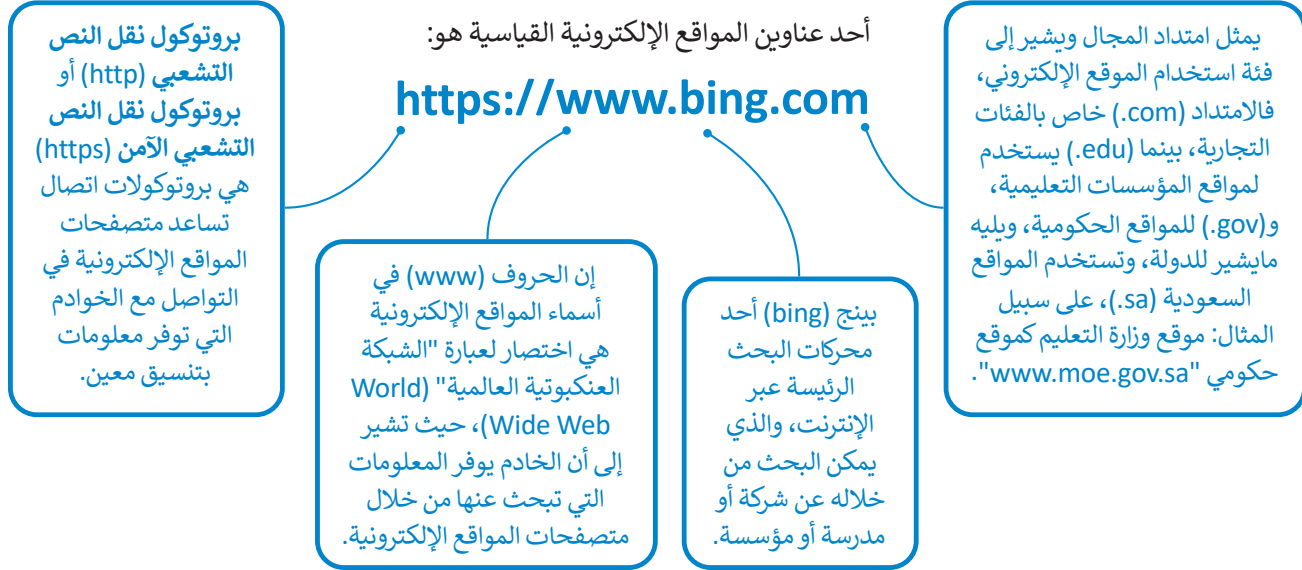 أحد عناوين المواقع الإلكترونية القياسية هو:
https://www.bing.com
يمثل امتداد المجال ويشير إلى
فئة استخدام الموقع الإلكتروني،
فالامتداد (com.) خاص بالفئات
التجارية، بينما (edu.) يستخدم
لمواقع المؤسسات التعليمية،
و(gov.) للمواقع الحكومية، ويليه
مايشير للدولة، وتستخدم المواقع
السعودية (sa.)، على سبيل
المثال: موقع وزارة التعليم كموقع
حكومي "www.moe.gov.sa".
بينج (bing) أحد
محركات البحث
الرئيسة عبر
الإنترنت، والذي
يمكن البحث من
خلاله عن شركة أو
مدرسة أو مؤسسة.
إن الحروف (www) في
أسماء المواقع الإلكترونية
هي اختصار لعبارة "الشبكة
العنكبوتية العالمية" (World
Wide Web)، حيث تشير
إلى أن الخادم يوفر المعلومات
التي تبحث عنها من خلال
متصفحات المواقع الإلكترونية.
بروتوكول نقل النص
التشعبي (http) أو
بروتوكول نقل النص
التشعبي الآمن (https)
هي بروتوكولات اتصال
تساعد متصفحات
المواقع الإلكترونية في
التواصل مع الخوادم
التي توفر معلومات
بتنسيق معين.